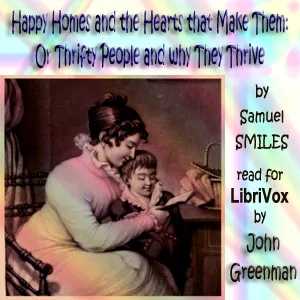 Happy Homes and the Hearts that Make Them:
Or Thrifty People and why They Thrive
by
Samuel
SMILES
read for
LibriVox
by
John
Greenman